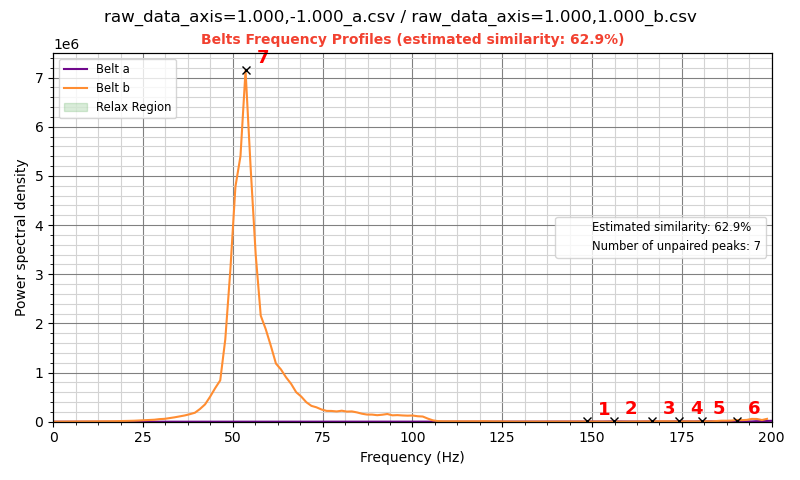 raw_data_axis=1.000,-1.000_a.csv / raw_data_axis=1.000,1.000_b.csv
Belts Frequency Profiles (estimated similarity: 62.9%)
1e6
7
Belt a
Belt b
Relax Region
Estimated similarity: 62.9%
Number of unpaired peaks: 7
Power spectral density
7
6
5
4
3
2
1
0
1 2 3 4 5 6
0 25 50 75 100 125 150 175 200
Frequency (Hz)